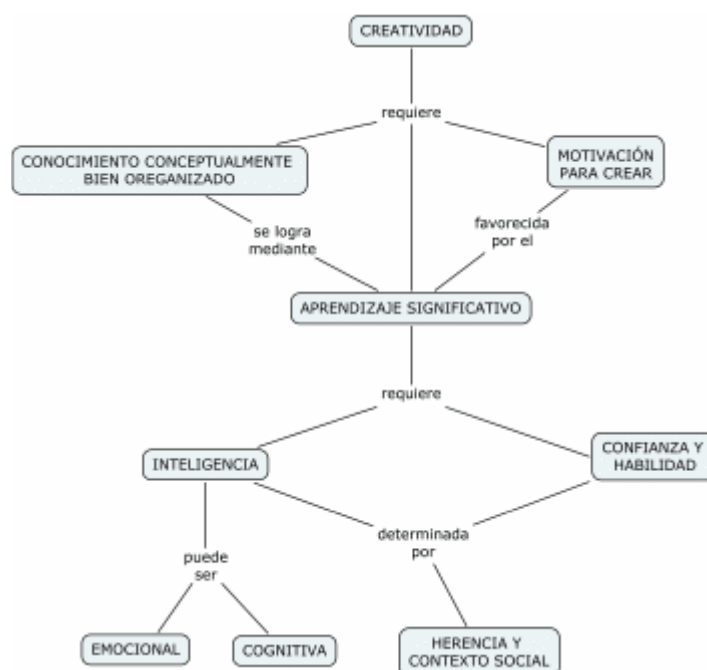 CREATIVIDAD
requiere
CONOCIMIENTO CONCEPTUALMENTE
BIEN OREGANIZADO
MOTIVACIÓN
PARA CREAR
se logra
mediante
favorecida
por el
APRENDIZAJE SIGNIFICATIVO
requiere
INTELIGENCIA
CONFIANZA Y
HABILIDAD
puede
ser
determinada
por
EMOCIONAL
COGNITIVA
HERENCIA Y
CONTEXTO SOCIAL